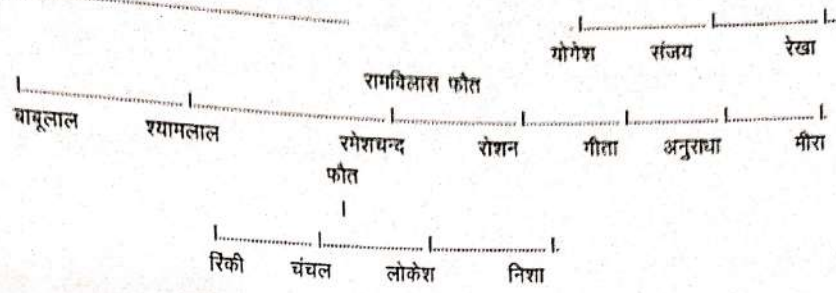 योगेश संजय रेखा
रामविलास फौत
बाबूलाल श्यामलाल रमेशचन्द रोशन गीता अनुराधा मीरा
फौत
रिंकी चंचल लोकेश निशा